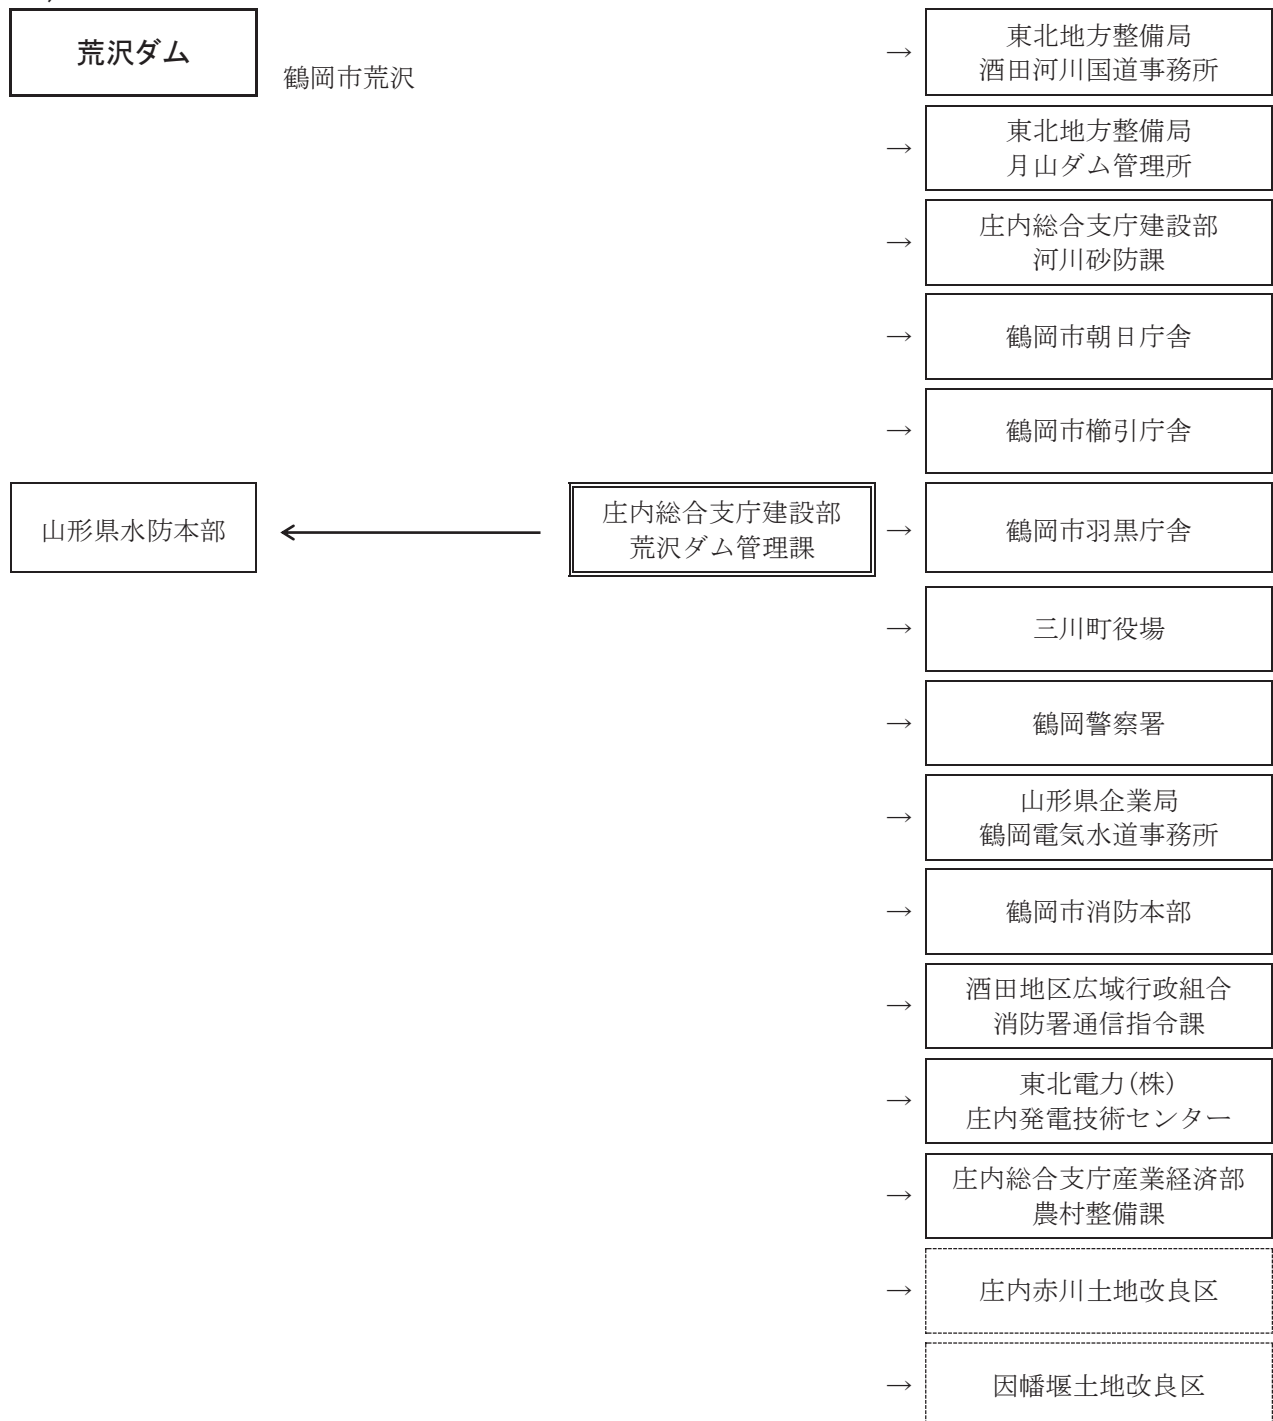 荒沢ダム
鶴岡市荒沢
→
東北地方整備局
酒田河川国道事務所
→
東北地方整備局
月山ダム管理所
→
庄内総合支庁建設部
河川砂防課
→
鶴岡市朝日庁舎
→
鶴岡市櫛引庁舎
山形県水防本部
庄内総合支庁建設部
荒沢ダム管理課
→
鶴岡市羽黒庁舎
→
三川町役場
→
鶴岡警察署
→
山形県企業局
鶴岡電気水道事務所
→
鶴岡市消防本部
→
酒田地区広域行政組合
消防署通信指令課
→
東北電力(株)
庄内発電技術センター
→
庄内総合支庁産業経済部
農村整備課
→
庄内赤川土地改良区
→
因幡堰土地改良区